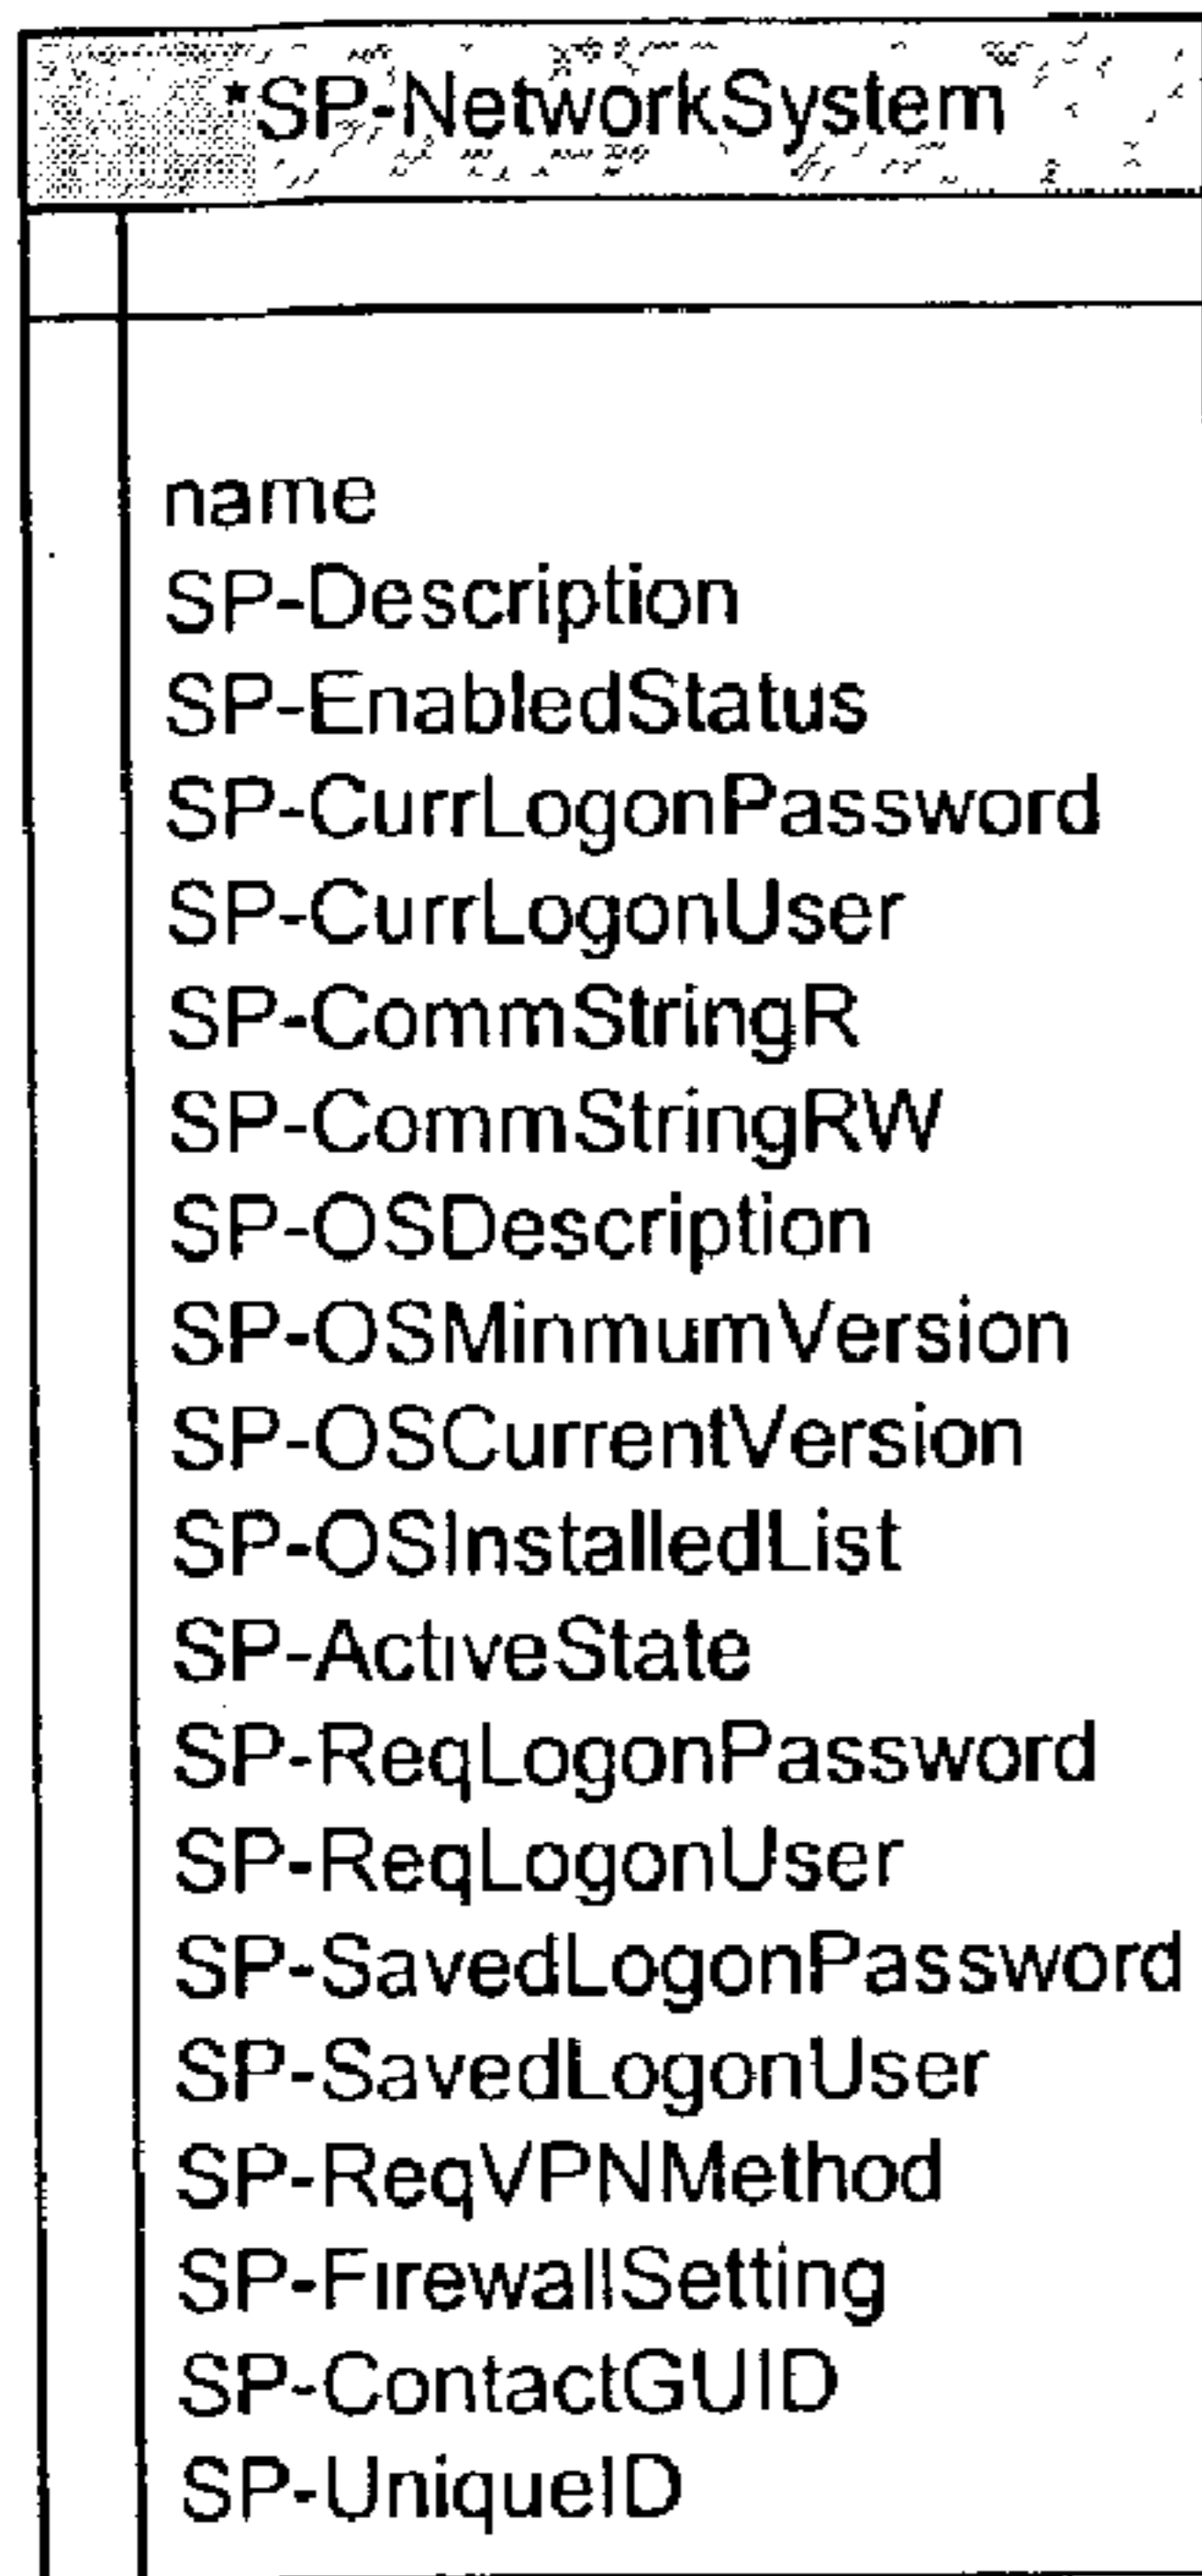 *SP-NetworkSystem
name
SP-Description
SP-EnabledStatus
SP-CurrLogonPassword
SP-CurrLogonUser
SP-CommStringR
SP-CommStringRW
SP-OSDescription
SP-OSMinmumVersion
SP-OSCurrentVersion
SP-OSInstalledList
SP-ActiveState
SP-ReqLogonPassword
SP-ReqLogonUser
SP-SavedLogonPassword
SP-SavedLogonUser
SP-ReqVPNMethod
SP-FirewallSetting
SP-ContactGUID
SP-UniqueID